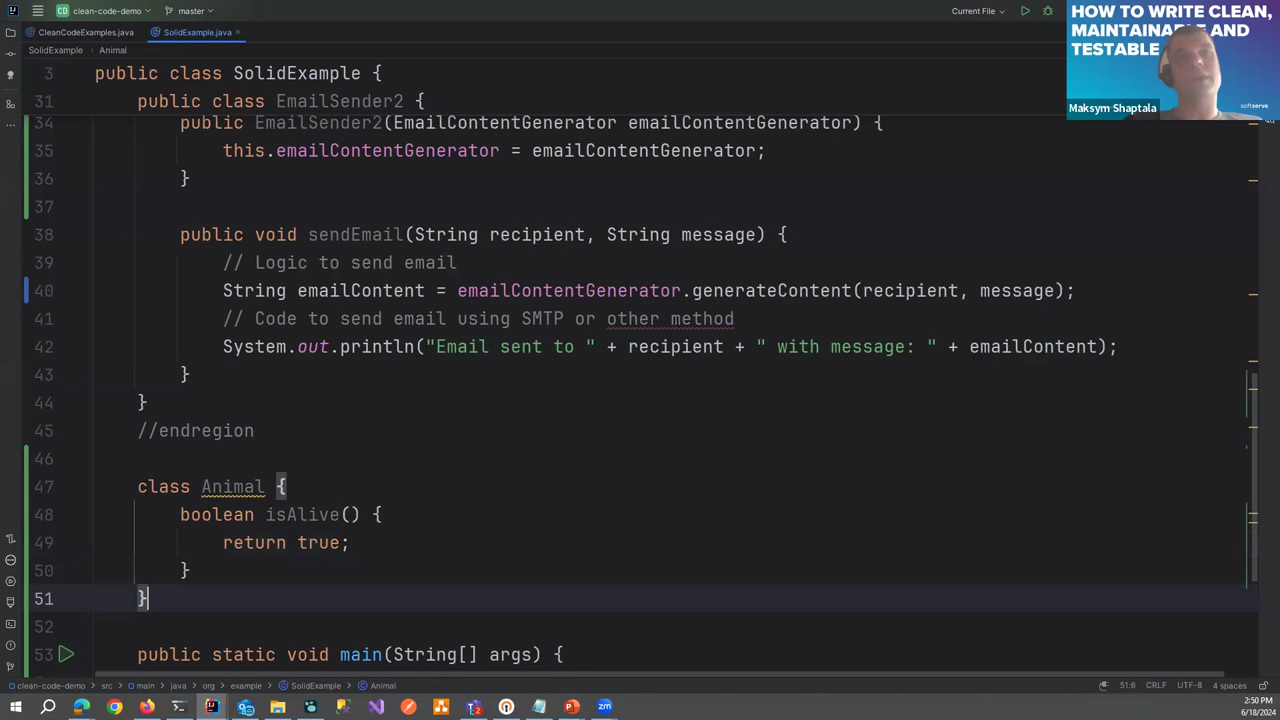 CD clean-code-demo master
Current File
CleanCodeExamples.java SolidExample.java
SolidExample Animal
HOW TO WRITE CLEAN,
MAINTAINABLE AND
TESTABLE
Maksym Shaptala
softserve
3 public class SolidExample {
31 public class EmailSender2 {
34 public EmailSender2(EmailContentGenerator emailContentGenerator) {
35 this.emailContentGenerator = emailContentGenerator;
36 }
37
38 public void sendEmail(String recipient, String message) {
39 // Logic to send email
40 String emailContent = emailContentGenerator.generateContent(recipient, message);
41 // Code to send email using SMTP or other method
42 System.out.println("Email sent to " + recipient + " with message: " + emailContent);
43 }
44 }
45 //endregion
46
47 class Animal {
48 boolean isAlive() {
49 return true;
50 }
51 }
52
53 public static void main(String[] args) {
clean-code-demo src main java org example SolidExample Animal 51:6 CRLF UTF-8 4 spaces
2:50 PM
6/18/2024